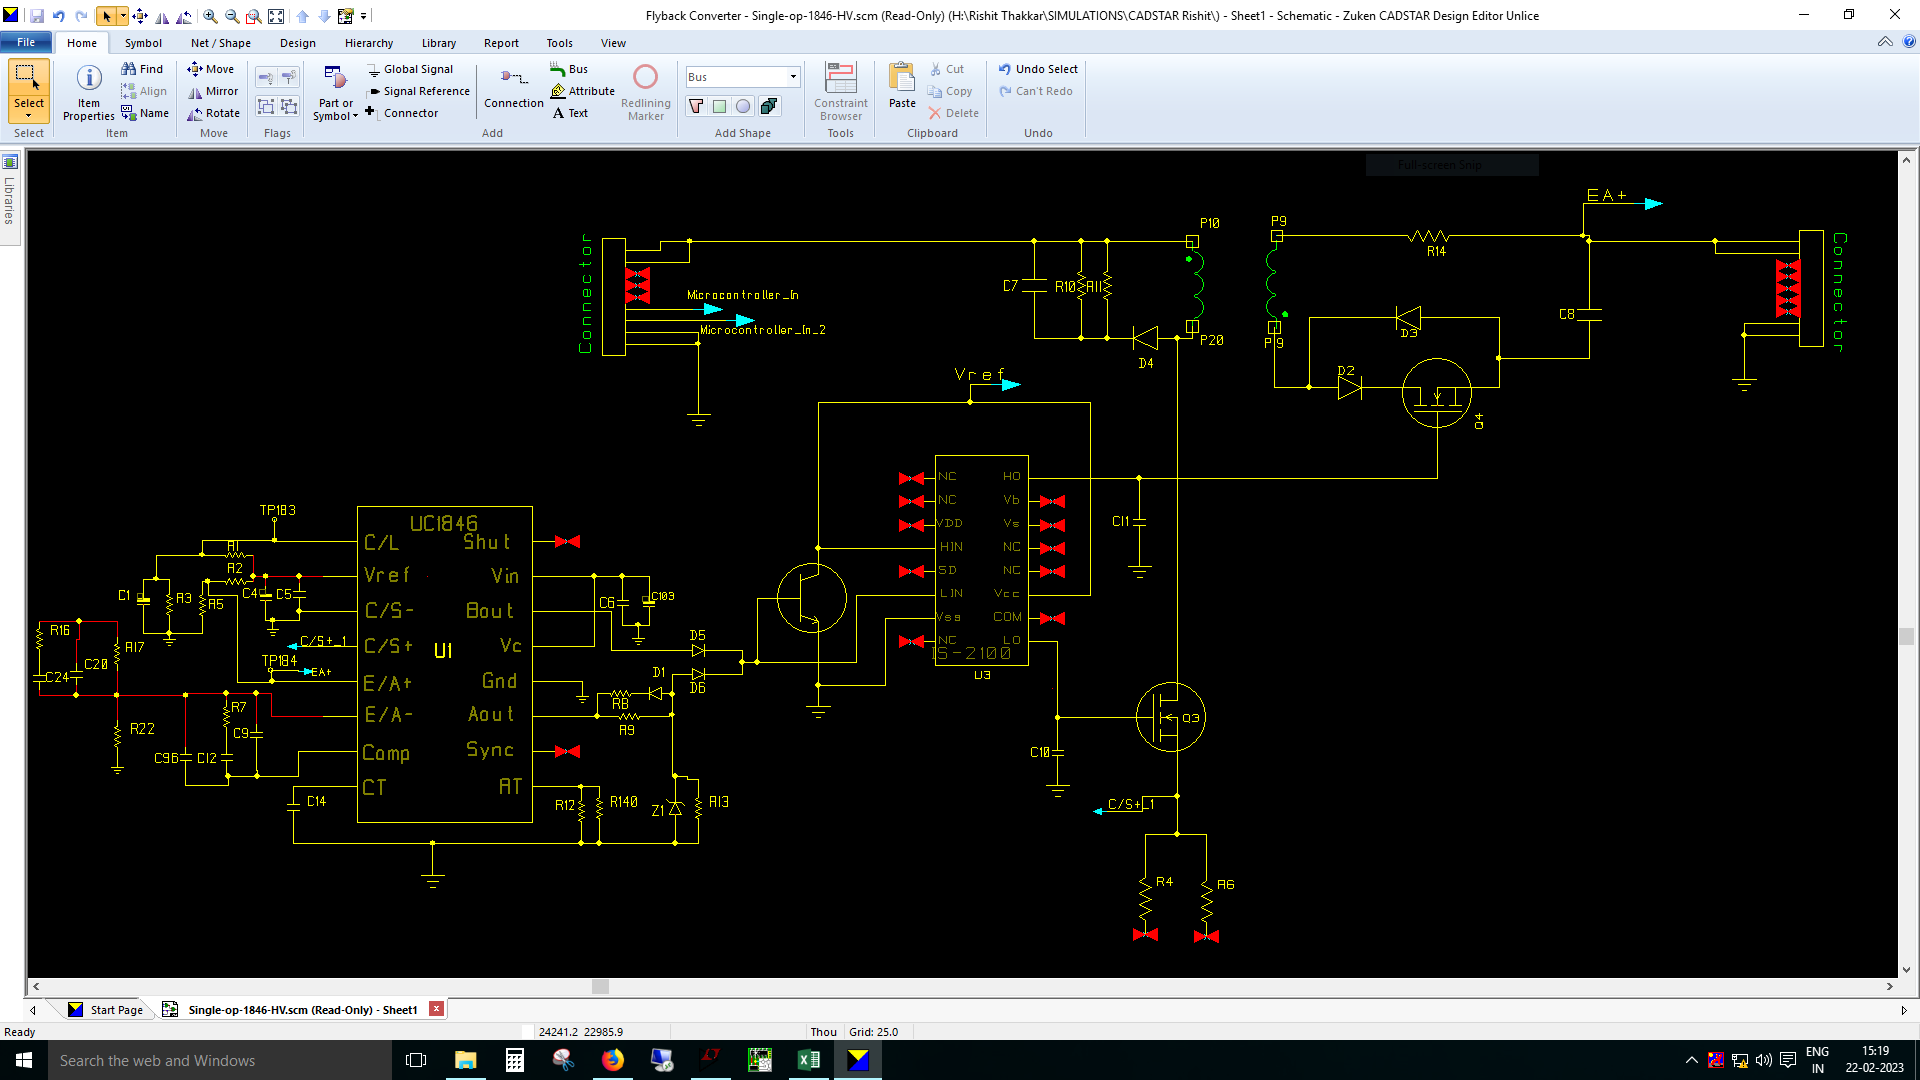 Flyback Converter - Single-op-1846-HV.scm (Read-Only) (H:\Rishit Thakkar\SIMULATIONS\CADSTAR Rishit\) - Sheet1 - Schematic - Zuken CADSTAR Design Editor Unlice
File Home Symbol Net / Shape Design Hierarchy Library Report Tools View
Select
Select
Item Properties
Find
Align
Name
Item
Move
Mirror
Rotate
Move
Flags
Part or Symbol
Global Signal
Signal Reference
Connector
Connection
Bus
Attribute
Text
Redlining Marker
Add
Bus
Add Shape
Constraint Browser
Tools
Paste
Cut
Copy
Delete
Clipboard
Undo Select
Can't Redo
Undo
Libraries
Full-screen Snip
EA+
P10
P9
Connector
R14
Connector
C7
R10
R11
Microcontroller_In
Microcontroller_In_2
C8
D3
P20
P19
D4
D2
Vref
Q4
NC HO
NC Vb
VDD Vs
HIN NC
SD NC
LIN Vcc
Vss COM
NC LO
IS-2100
U3
C11
TP183
UC1846
C/L Shut
Vref Vin
C/S- Bout
C/S+ Vc
E/A+ Gnd
E/A- Aout
Comp Sync
CT RT
U1
R1
R2
C1
R3
R5
C4
C5
C6
C103
R16
R17
C20
C24
C/S+_1
TP184
EA+
D5
D6
D1
R8
R9
R7
C9
R22
C96
C12
C14
R12
R140
Z1
R13
Q3
C10
C/S+_1
R4
R6
Start Page
Single-op-1846-HV.scm (Read-Only) - Sheet1
Ready
24241.2 22985.9
Thou
Grid: 25.0
Search the web and Windows
ENG
IN
15:19
22-02-2023